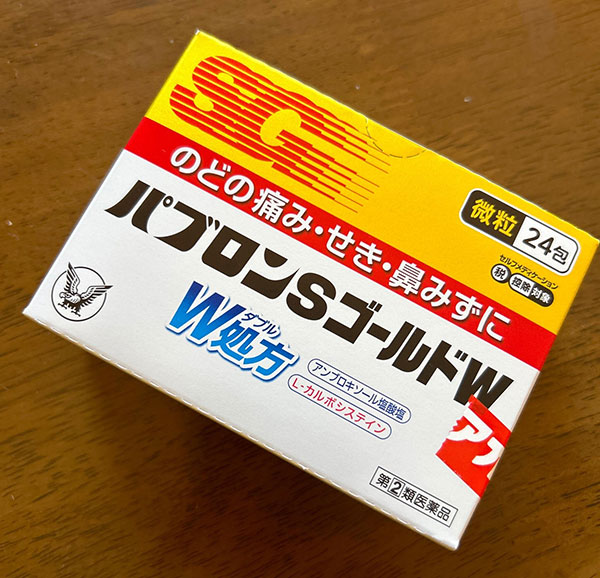 SG
のどの痛み・せき・鼻みずに
微粒 24包
セルフメディケーション
税 控除対象
パブロンSゴールドW
ダブル
W処方
アンブロキソール塩酸塩
L-カルボシステイン
指定第②類医薬品